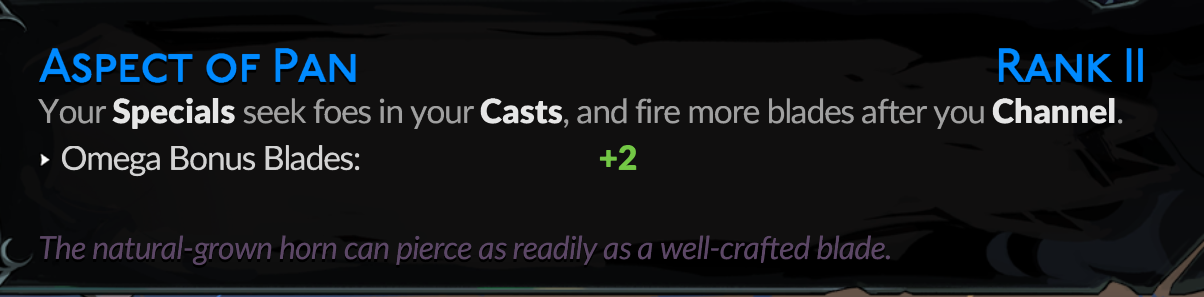 Aspect of Pan Rank II
Your Specials seek foes in your Casts, and fire more blades after you Channel.
Omega Bonus Blades: +2
The natural-grown horn can pierce as readily as a well-crafted blade.